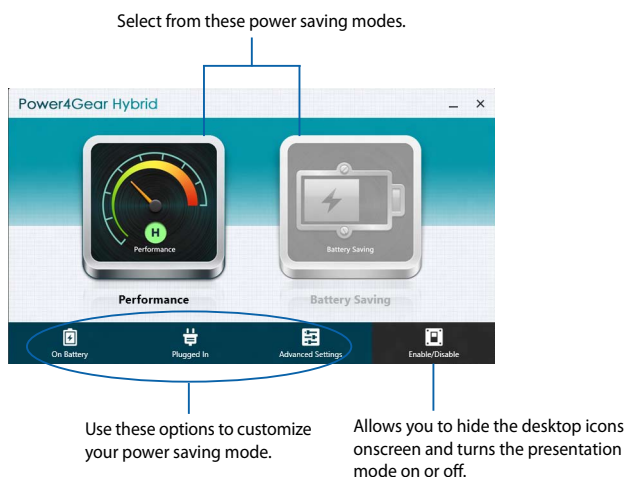 Select from these power saving modes.
Power4Gear Hybrid
H
Performance
Battery Saving
Performance
Battery Saving
On Battery
Plugged In
Advanced Settings
Enable/Disable
Use these options to customize
your power saving mode.
Allows you to hide the desktop icons
onscreen and turns the presentation
mode on or off.